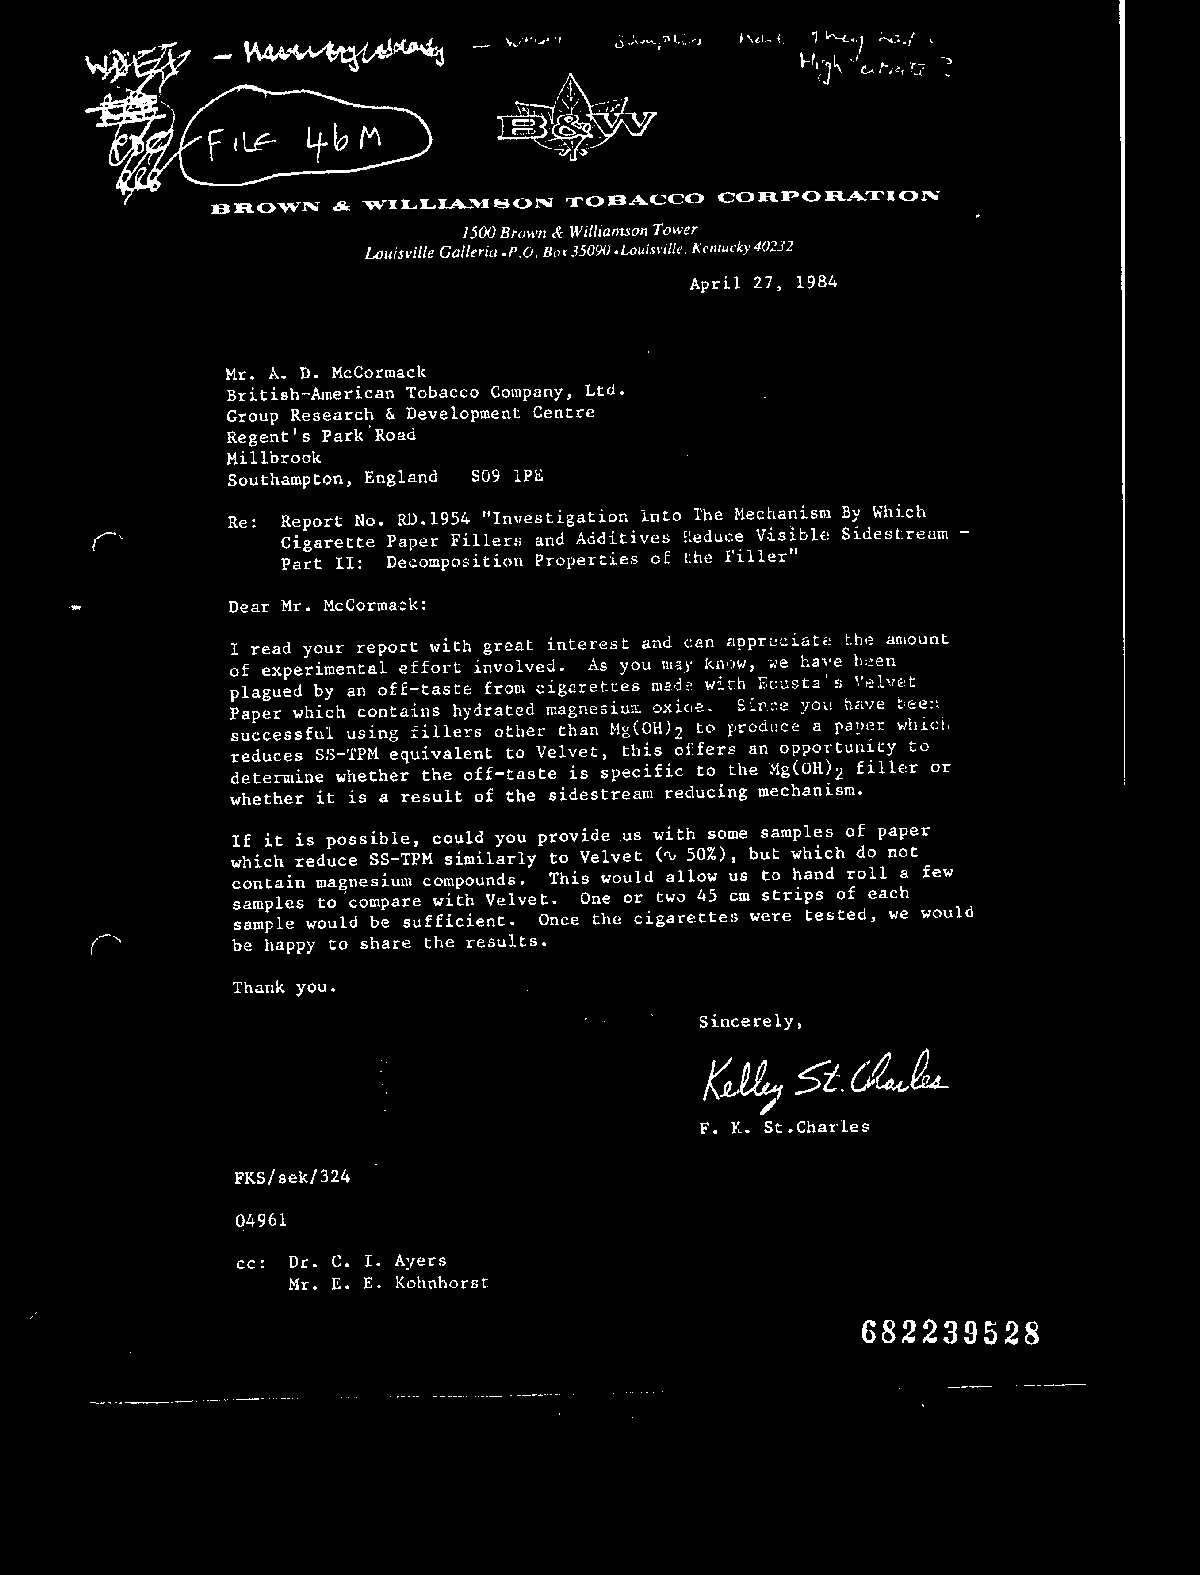 High citrate?
FILE 46M
B&W
BROWN & WILLIAMSON TOBACCO CORPORATION
1500 Brown & Williamson Tower
Louisville Galleria • P.O. Box 35090 • Louisville, Kentucky 40232
April 27, 1984
Mr. A. D. McCormack
British-American Tobacco Company, Ltd.
Group Research & Development Centre
Regent's Park Road
Millbrook
Southampton, England   S09 1PE
Re:  Report No. RD.1954 "Investigation Into The Mechanism By Which
Cigarette Paper Fillers and Additives Reduce Visible Sidestream -
Part II:  Decomposition Properties of the Filler"
Dear Mr. McCormack:
I read your report with great interest and can appreciate the amount
of experimental effort involved.  As you may know, we have been
plagued by an off-taste from cigarettes made with Ecusta's Velvet
Paper which contains hydrated magnesium oxide.  Since you have been
successful using fillers other than Mg(OH)2 to produce a paper which
reduces SS-TPM equivalent to Velvet, this offers an opportunity to
determine whether the off-taste is specific to the Mg(OH)2 filler or
whether it is a result of the sidestream reducing mechanism.
If it is possible, could you provide us with some samples of paper
which reduce SS-TPM similarly to Velvet (~ 50%), but which do not
contain magnesium compounds.  This would allow us to hand roll a few
samples to compare with Velvet.  One or two 45 cm strips of each
sample would be sufficient.  Once the cigarettes were tested, we would
be happy to share the results.
Thank you.
Sincerely,
Kelley St. Charles
F. K. St.Charles
FKS/sek/324
04961
cc:  Dr. C. I. Ayers
Mr. E. E. Kohnhorst
682239528